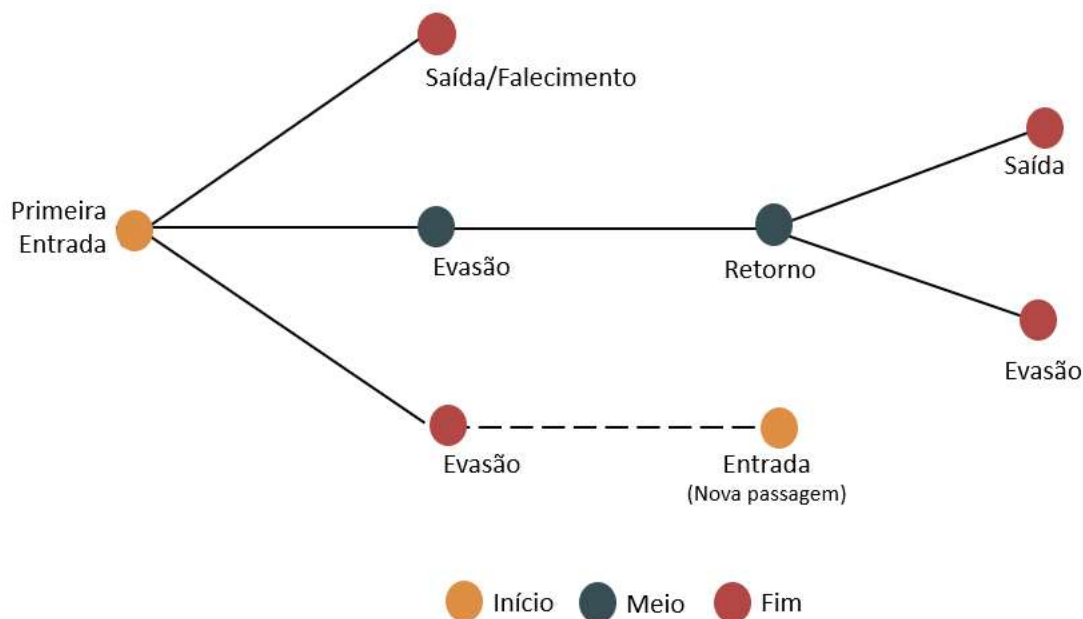 Saída/Falecimento
Saída
Primeira
Entrada
Evasão
Retorno
Evasão
Evasão
Entrada
(Nova passagem)
Início
Meio
Fim